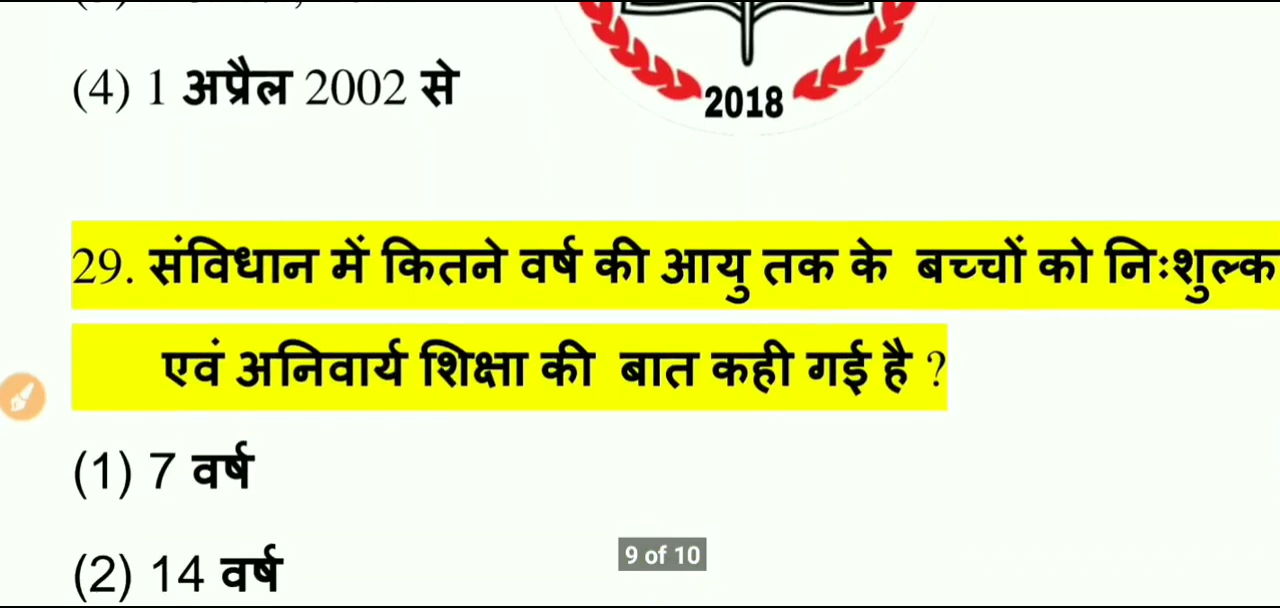 (4) 1 अप्रैल 2002 से
2018
29. संविधान में कितने वर्ष की आयु तक के बच्चों को निःशुल्क
एवं अनिवार्य शिक्षा की बात कही गई है ?
(1) 7 वर्ष
(2) 14 वर्ष
9 of 10